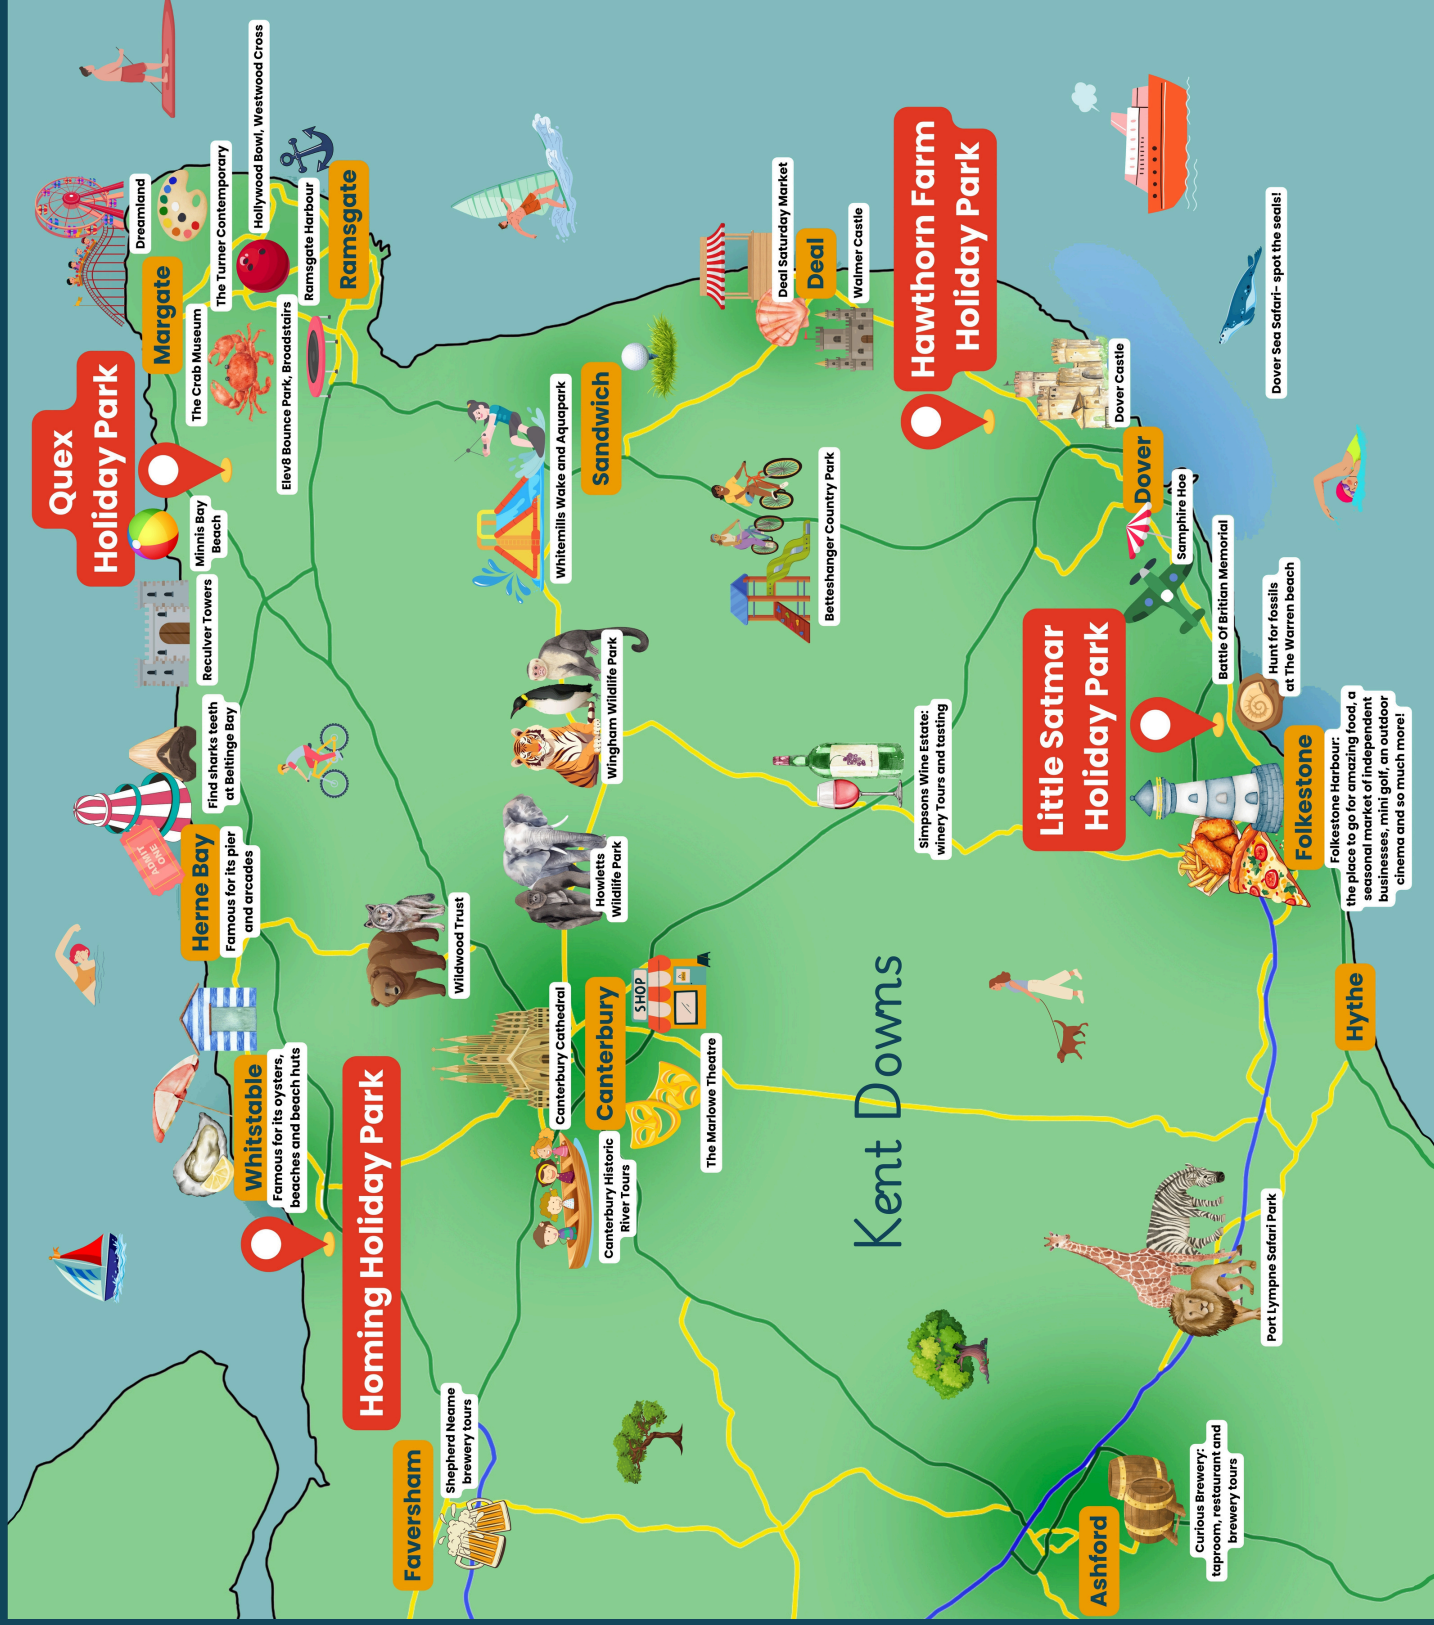 Quex
Holiday Park
Margate
Dreamland
The Turner Contemporary
Hollywood Bowl, Westwood Cross
Ramsgate Harbour
Ramsgate
The Crab Museum
Elev8 Bounce Park, Broadstairs
Minnis Bay
Beach
Reculver Towers
Find sharks teeth
at Beltinge Bay
ADMIT
ONE
Herne Bay
Famous for its pier
and arcades
Whitstable
Famous for its oysters,
beaches and beach huts
Homing Holiday Park
Faversham
Shepherd Neame
brewery tours
Wildwood Trust
Canterbury Cathedral
Canterbury
SHOP
Canterbury Historic
River Tours
The Marlowe Theatre
Howletts
Wildlife Park
Wingham Wildlife Park
Whitemills Wake and Aquapark
Sandwich
Deal Saturday Market
Deal
Walmer Castle
Betteshanger Country Park
Hawthorn Farm
Holiday Park
Simpsons Wine Estate:
winery Tours and tasting
Kent Downs
Dover Castle
Dover
Samphire Hoe
Dover Sea Safari- spot the seals!
Little Satmar
Holiday Park
Battle Of Britian Memorial
Hunt for fossils
at The Warren beach
Folkestone
Folkestone Harbour:
the place to go for amazing food, a
seasonal market of independent
businesses, mini golf, an outdoor
cinema and so much more!
Hythe
Port Lympne Safari Park
Ashford
Curious Brewery:
taproom, restaurant and
brewery tours